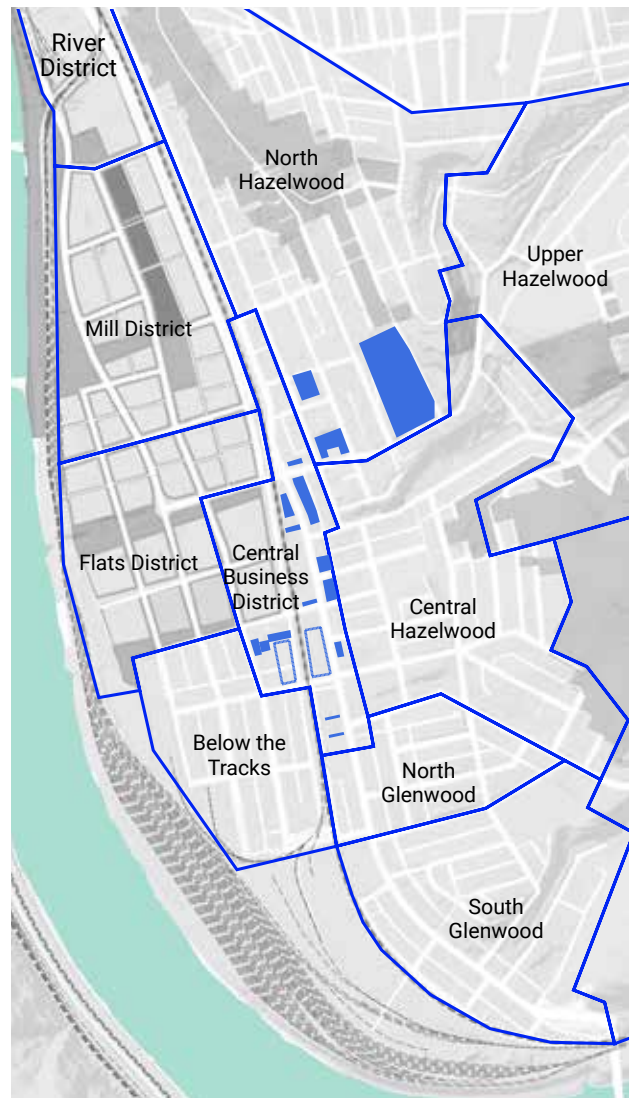 River
District
North
Hazelwood
Upper
Hazelwood
Mill District
Flats District
Central
Business
District
Central
Hazelwood
Below the
Tracks
North
Glenwood
South
Glenwood